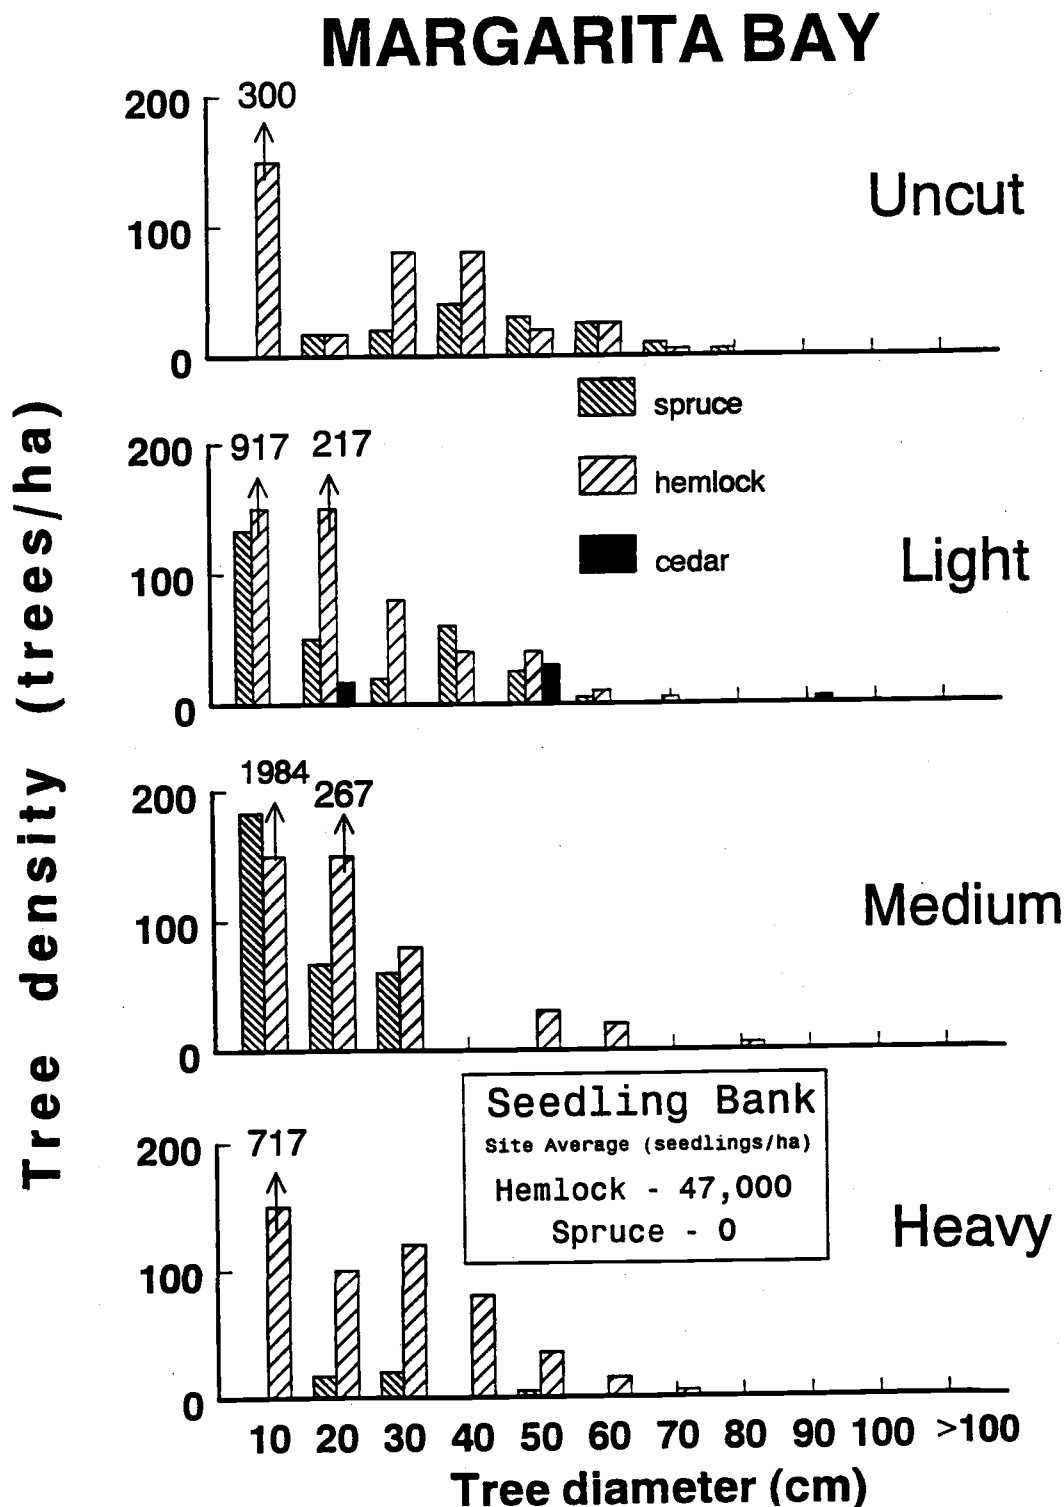 MARGARITA BAY
Tree density (trees/ha)
200
300
100
0
Uncut
spruce
hemlock
cedar
200
917
217
100
0
Light
200
1984
267
100
0
Medium
Seedling Bank
Site Average (seedlings/ha)
Hemlock - 47,000
Spruce - 0
200
717
100
0
Heavy
10 20 30 40 50 60 70 80 90 100 >100
Tree diameter (cm)